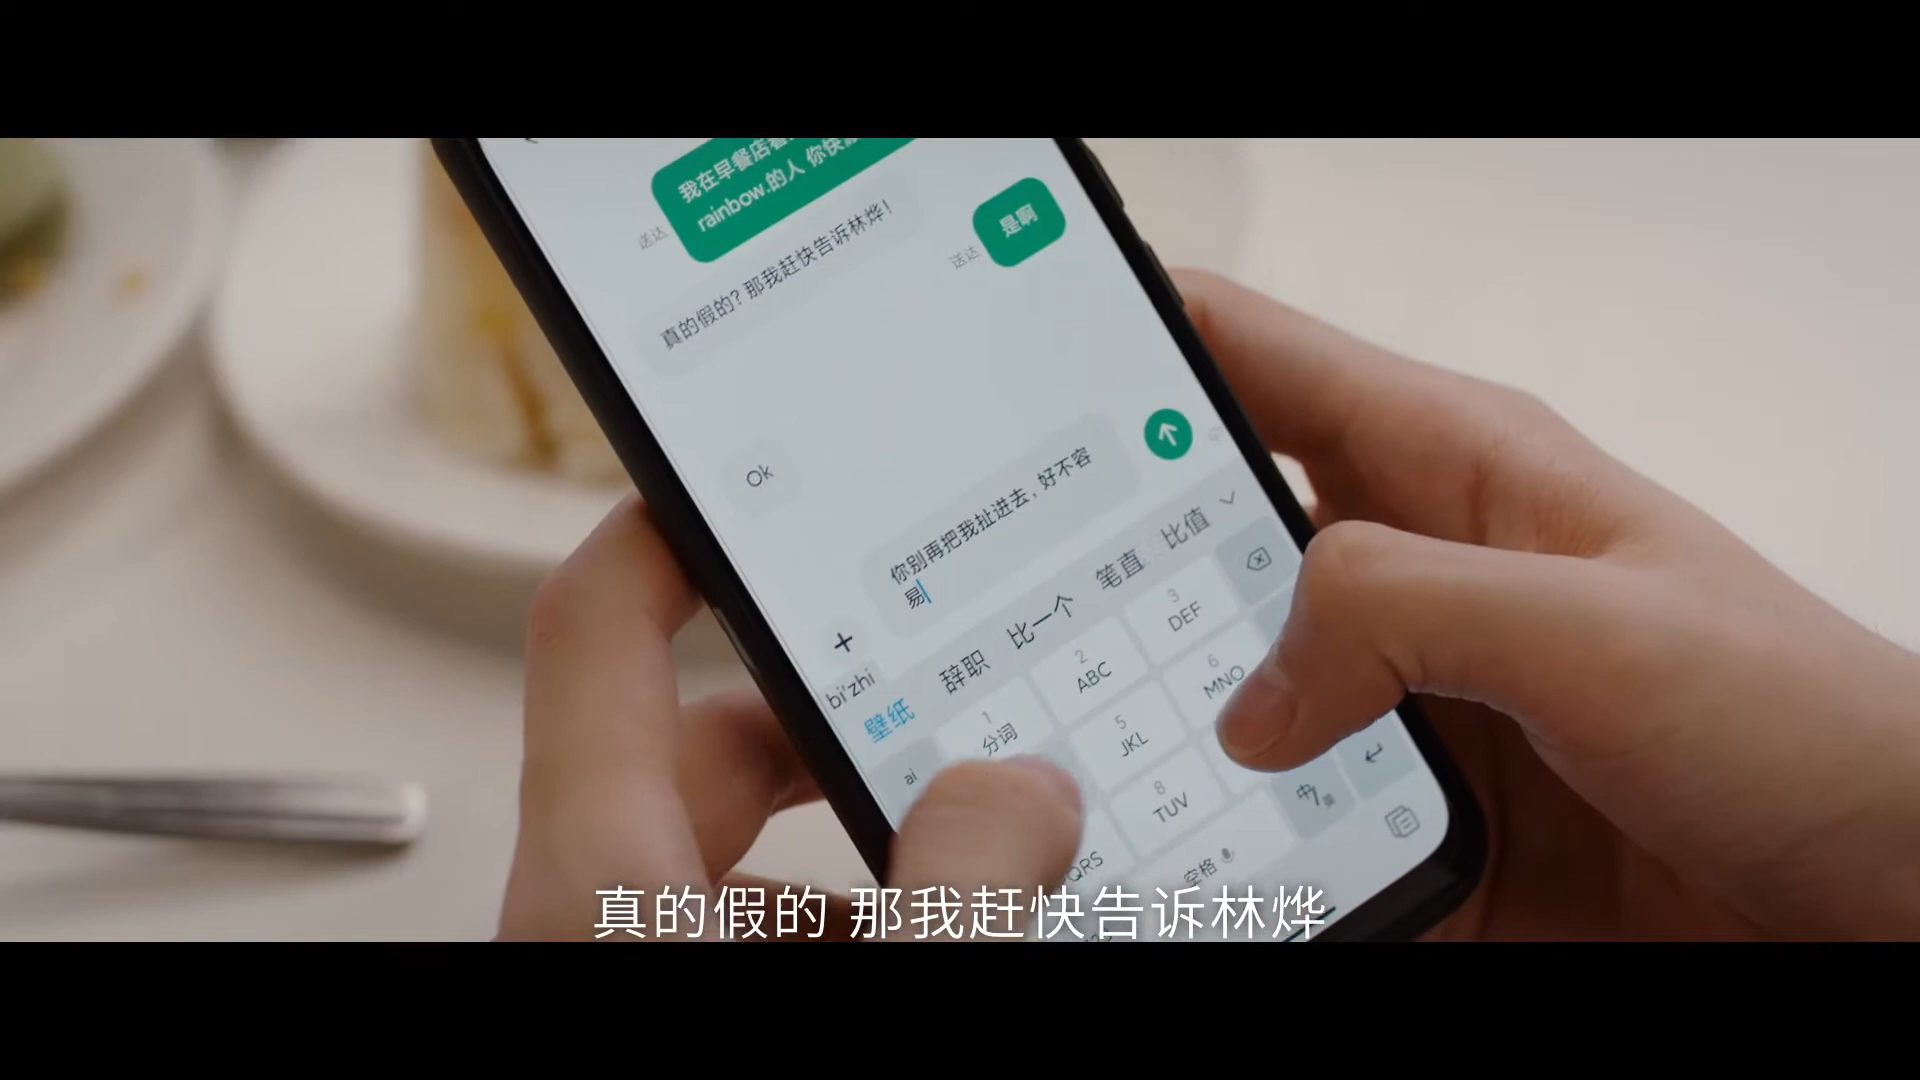 我在早餐店看
rainbow.的人 你快
送达
真的假的？那我赶快告诉林烨！
是啊
送达
Ok
你别再把我扯进去，好不容
易
bi'zhi
壁纸 辞职 比一个 笔直 比值
1
分词
2
ABC
3
DEF
ai
5
JKL
6
MNO
8
TUV
PQRS
空格
中/英
真的假的 那我赶快告诉林烨